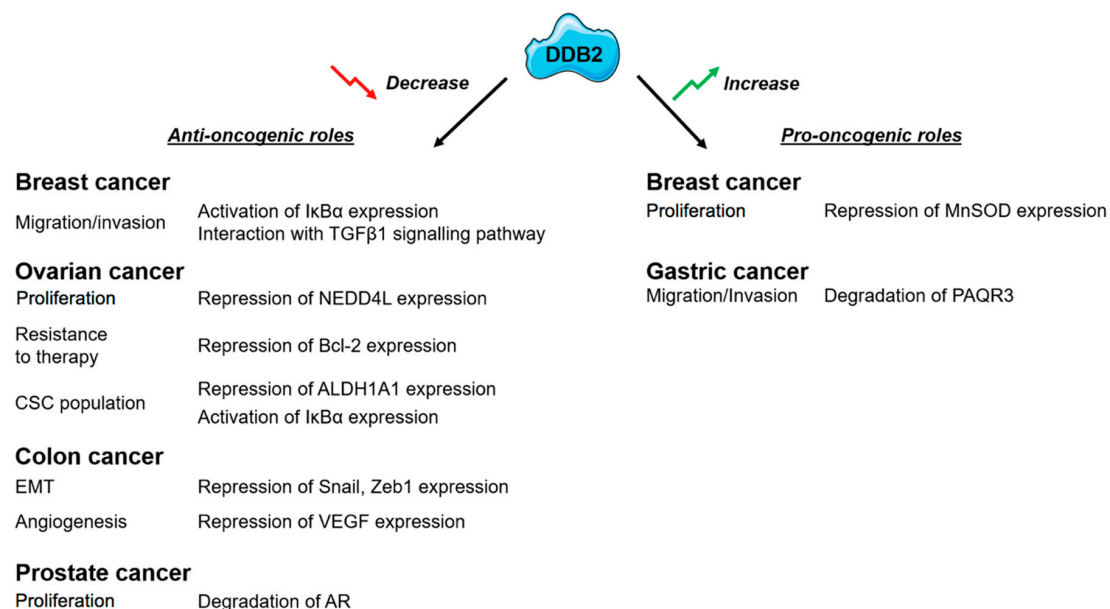 DDB2
Decrease
Increase
Anti-oncogenic roles
Pro-oncogenic roles
Breast cancer
Migration/invasion
Activation of IκBα expression
Interaction with TGFβ1 signalling pathway
Ovarian cancer
Proliferation
Repression of NEDD4L expression
Resistance
to therapy
Repression of Bcl-2 expression
CSC population
Repression of ALDH1A1 expression
Activation of IκBα expression
Colon cancer
EMT
Repression of Snail, Zeb1 expression
Angiogenesis
Repression of VEGF expression
Prostate cancer
Proliferation
Degradation of AR
Breast cancer
Proliferation
Repression of MnSOD expression
Gastric cancer
Migration/Invasion
Degradation of PAQR3